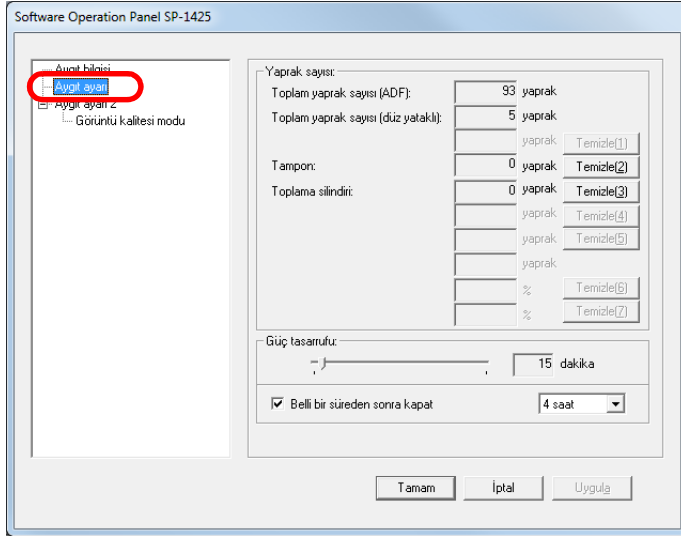 Software Operation Panel SP-1425
Aygıt bilgisi
Aygıt ayarı
Aygıt ayarı 2
Görüntü kalitesi modu
Yaprak sayısı:
Toplam yaprak sayısı (ADF): 93 yaprak
Toplam yaprak sayısı (düz yataklı): 5 yaprak
yaprak Temizle(1)
Tampon: 0 yaprak Temizle(2)
Toplama silindiri: 0 yaprak Temizle(3)
yaprak Temizle(4)
yaprak Temizle(5)
yaprak
% Temizle(6)
% Temizle(7)
Güç tasarrufu:
15 dakika
Belli bir süreden sonra kapat 4 saat
Tamam İptal Uygula